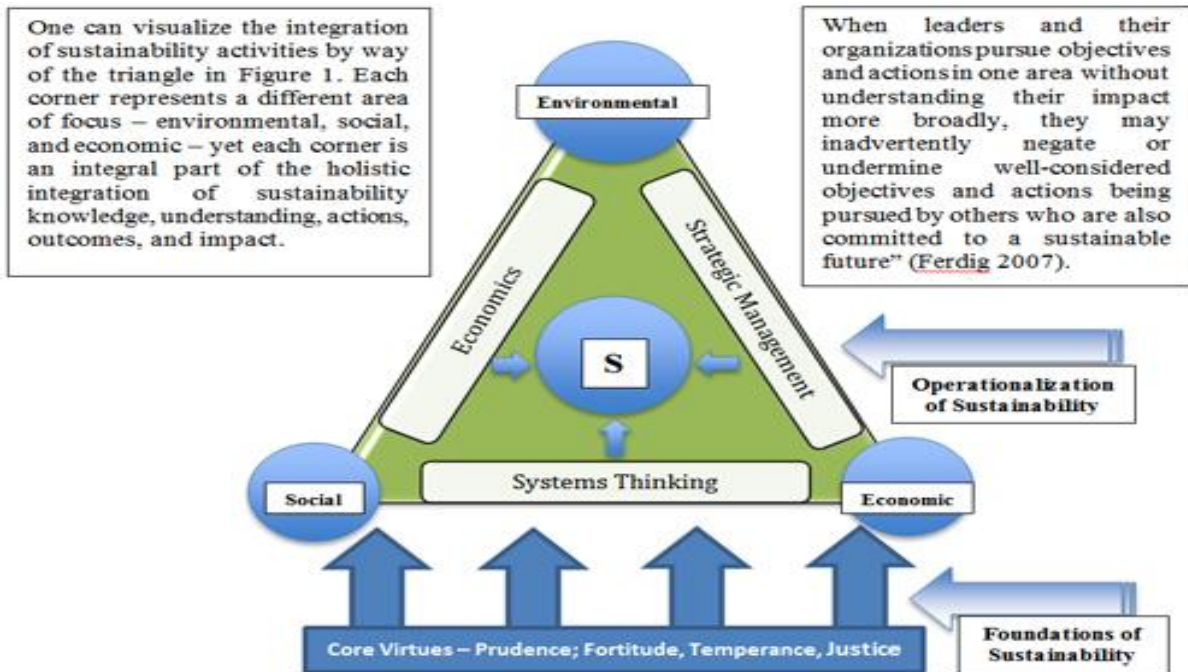 One can visualize the integration
of sustainability activities by way
of the triangle in Figure 1. Each
corner represents a different area
of focus – environmental, social,
and economic – yet each corner is
an integral part of the holistic
integration of sustainability
knowledge, understanding, actions,
outcomes, and impact.
When leaders and their
organizations pursue objectives
and actions in one area without
understanding their impact
more broadly, they may
inadvertently negate or
undermine well-considered
objectives and actions being
pursued by others who are also
committed to a sustainable
future” (Ferdig 2007).
Environmental
Economics
Strategic Management
S
Operationalization
of Sustainability
Systems Thinking
Social
Economic
Core Virtues – Prudence; Fortitude, Temperance, Justice
Foundations of
Sustainability